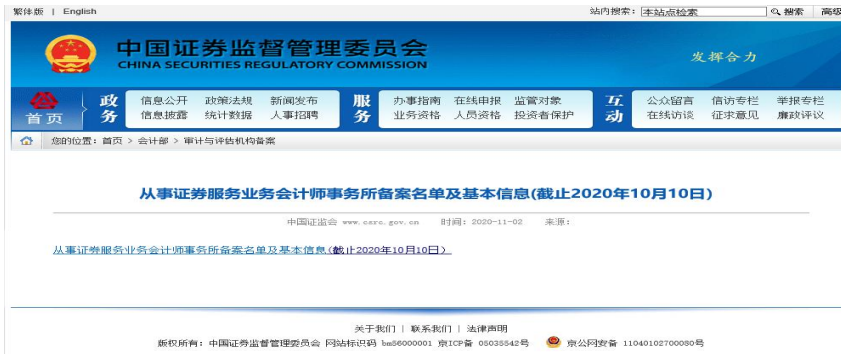 繁体版 | English 站内搜索: 本站点检索 搜索 高级
中国证券监督管理委员会
CHINA SECURITIES REGULATORY COMMISSION
发挥合力
首页 政务 信息公开 政策法规 新闻发布 服务 办事指南 在线申报 监管对象 互动 公众留言 信访专栏 举报专栏
信息披露 统计数据 人事招聘 业务资格 人员资格 投资者保护 在线访谈 征求意见 廉政评议
您的位置: 首页 > 会计部 > 审计与评估机构备案
从事证券服务业务会计师事务所备案名单及基本信息(截止2020年10月10日)
中国证监会 www.csrc.gov.cn 时间: 2020-11-02 来源:
从事证券服务业务会计师事务所备案名单及基本信息(截止2020年10月10日)
关于我们 | 联系我们 | 法律声明
版权所有: 中国证券监督管理委员会 网站标识码 bm56000001 京ICP备 05035542号 京公网安备 11040102700080号